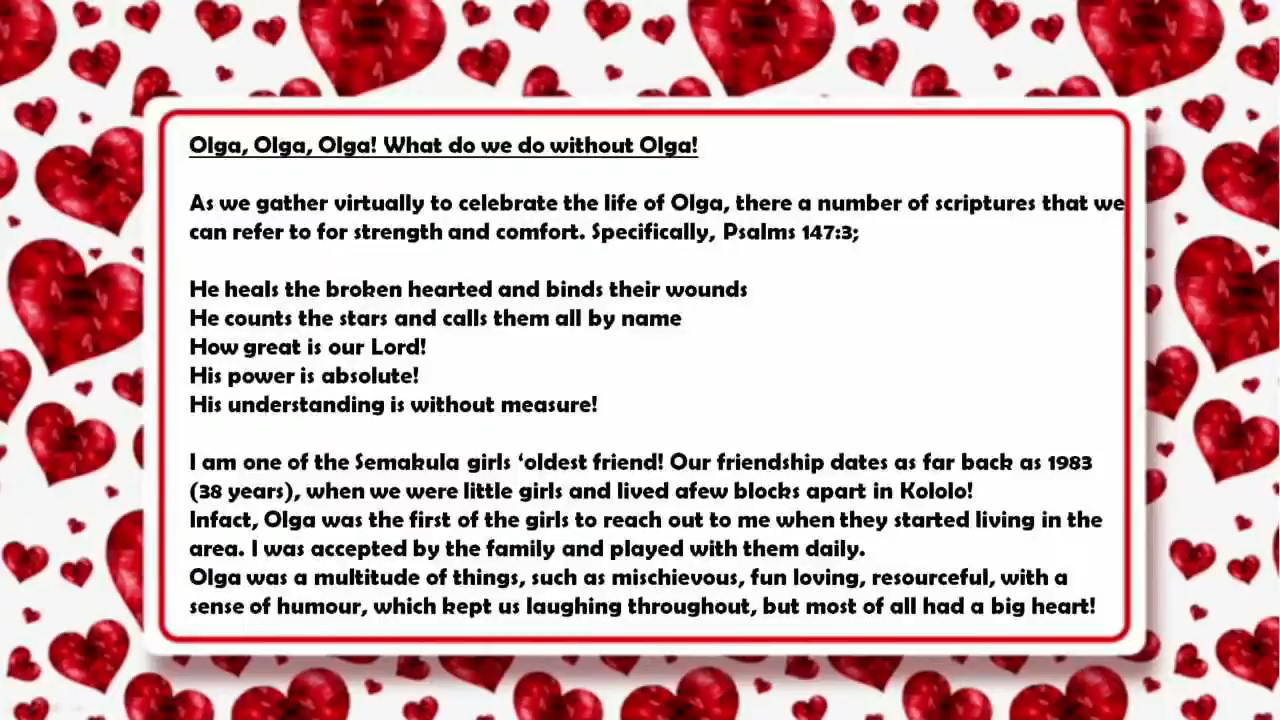 Olga, Olga, Olga! What do we do without Olga!
As we gather virtually to celebrate the life of Olga, there a number of scriptures that we
can refer to for strength and comfort. Specifically, Psalms 147:3;
He heals the broken hearted and binds their wounds
He counts the stars and calls them all by name
How great is our Lord!
His power is absolute!
His understanding is without measure!
I am one of the Semakula girls ‘oldest friend! Our friendship dates as far back as 1983
(38 years), when we were little girls and lived afew blocks apart in Kololo!
Infact, Olga was the first of the girls to reach out to me when they started living in the
area. I was accepted by the family and played with them daily.
Olga was a multitude of things, such as mischievous, fun loving, resourceful, with a
sense of humour, which kept us laughing throughout, but most of all had a big heart!